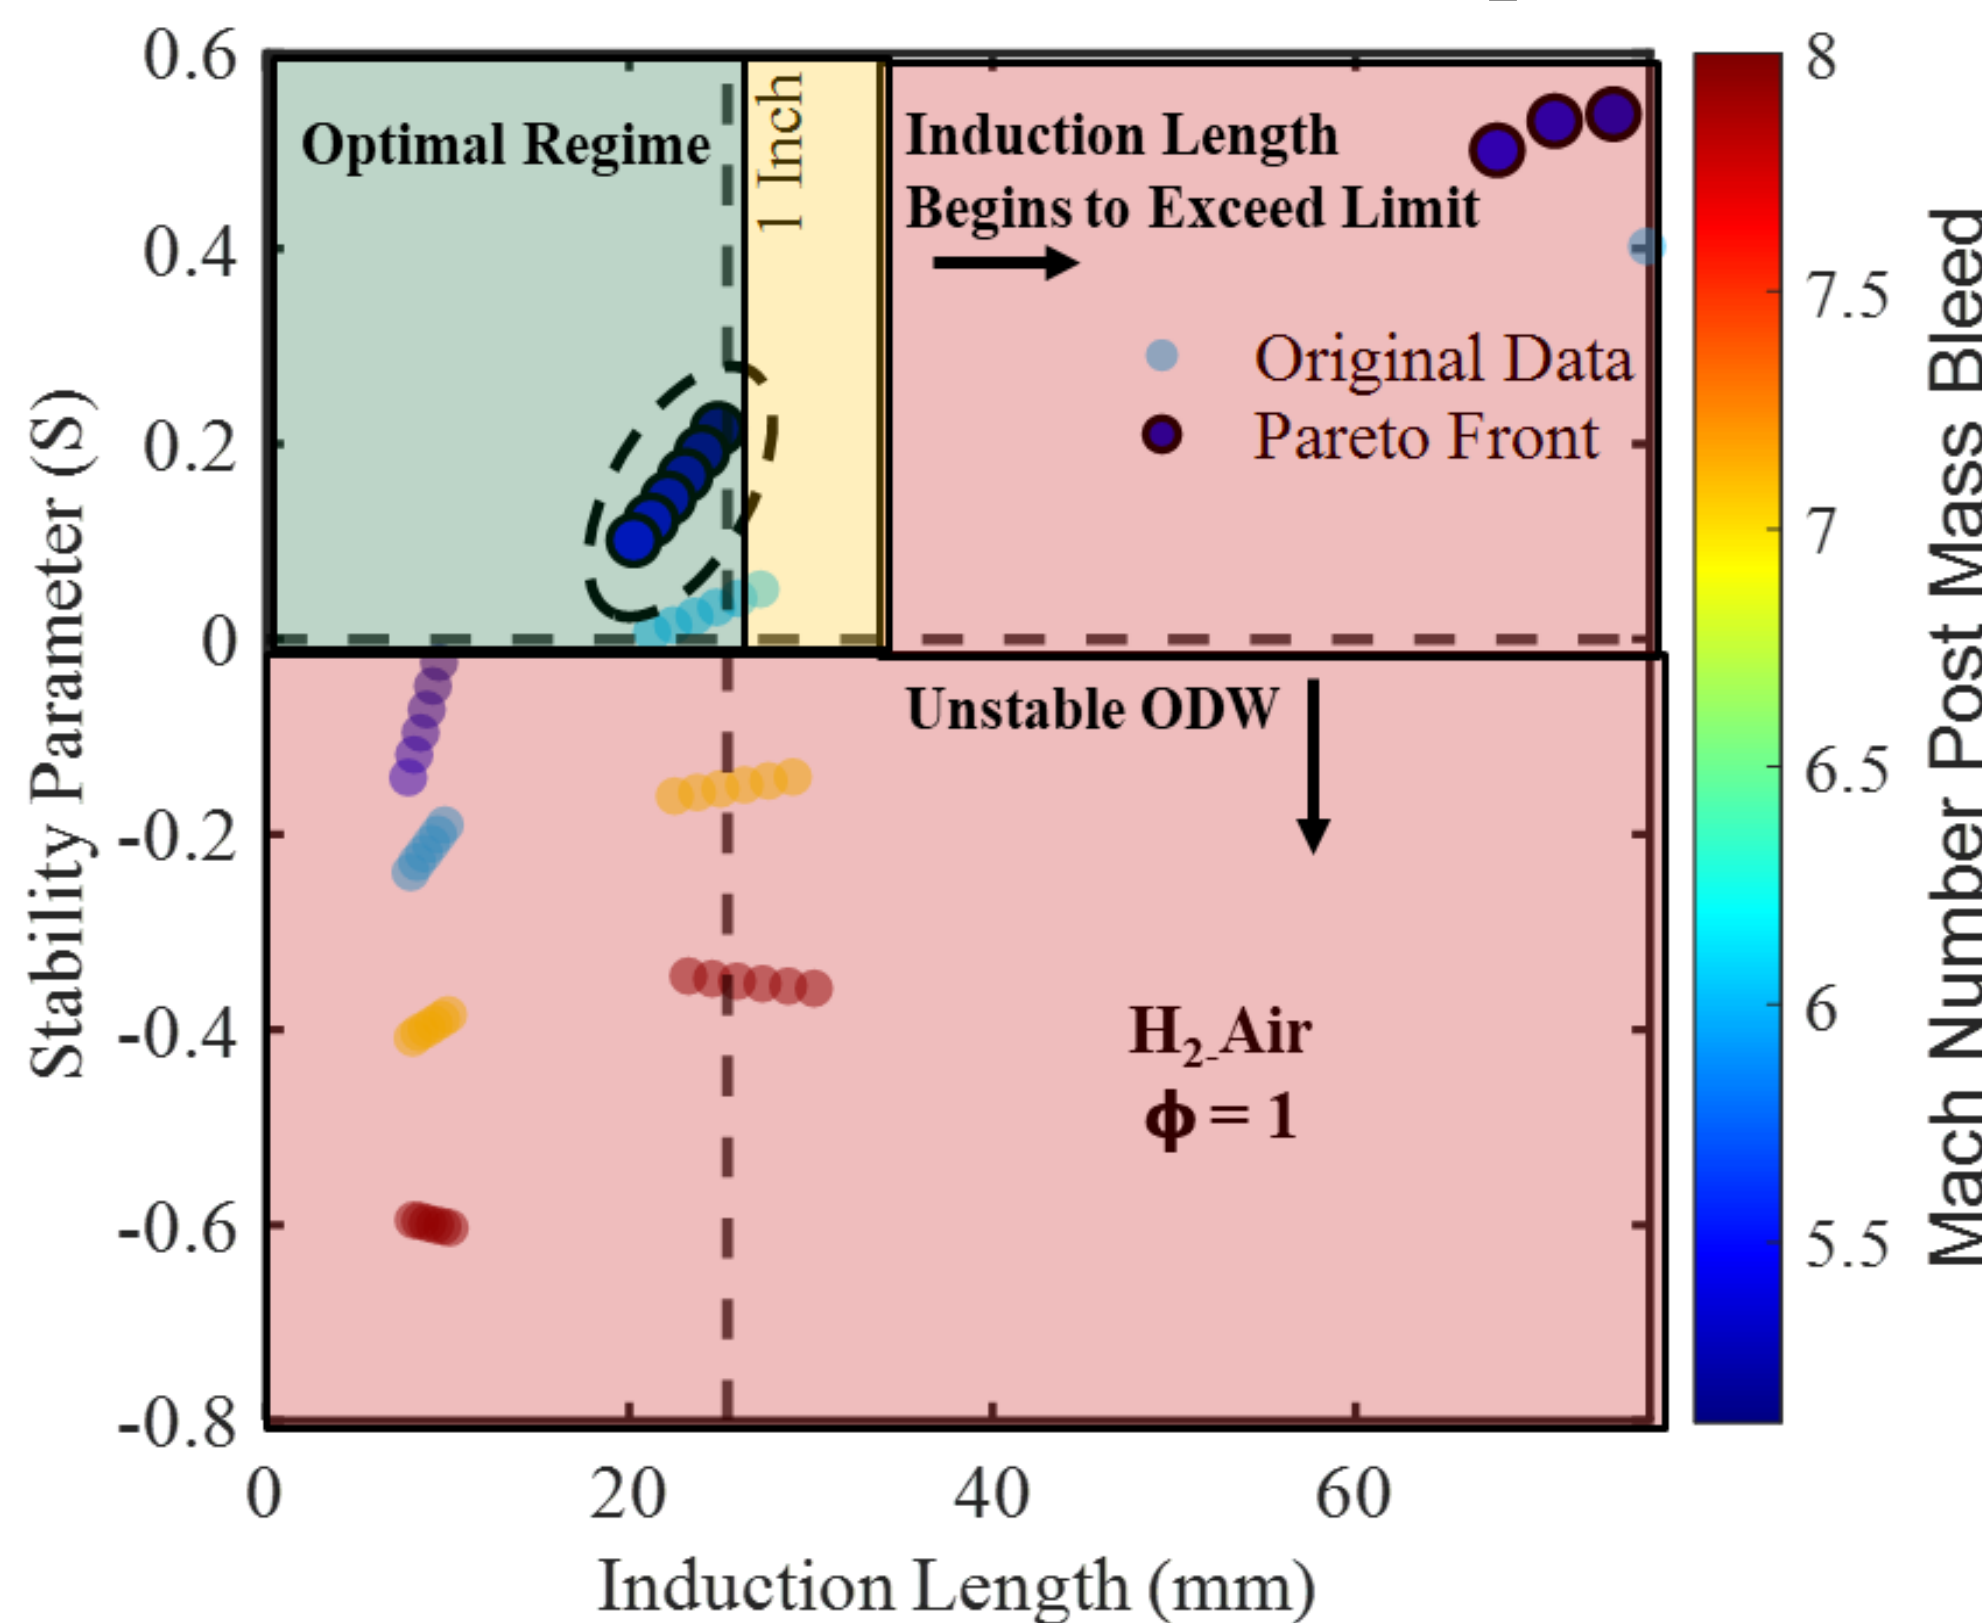 0.6
0.4
0.2
0
-0.2
-0.4
-0.6
-0.8
Stability Parameter (S)
Optimal Regime
1 Inch
Induction Length
Begins to Exceed Limit
Original Data
Pareto Front
Unstable ODW
H₂-Air
ϕ = 1
0
20
40
60
Induction Length (mm)
8
7.5
7
6.5
6
5.5
Mach Number Post Mass Bleed